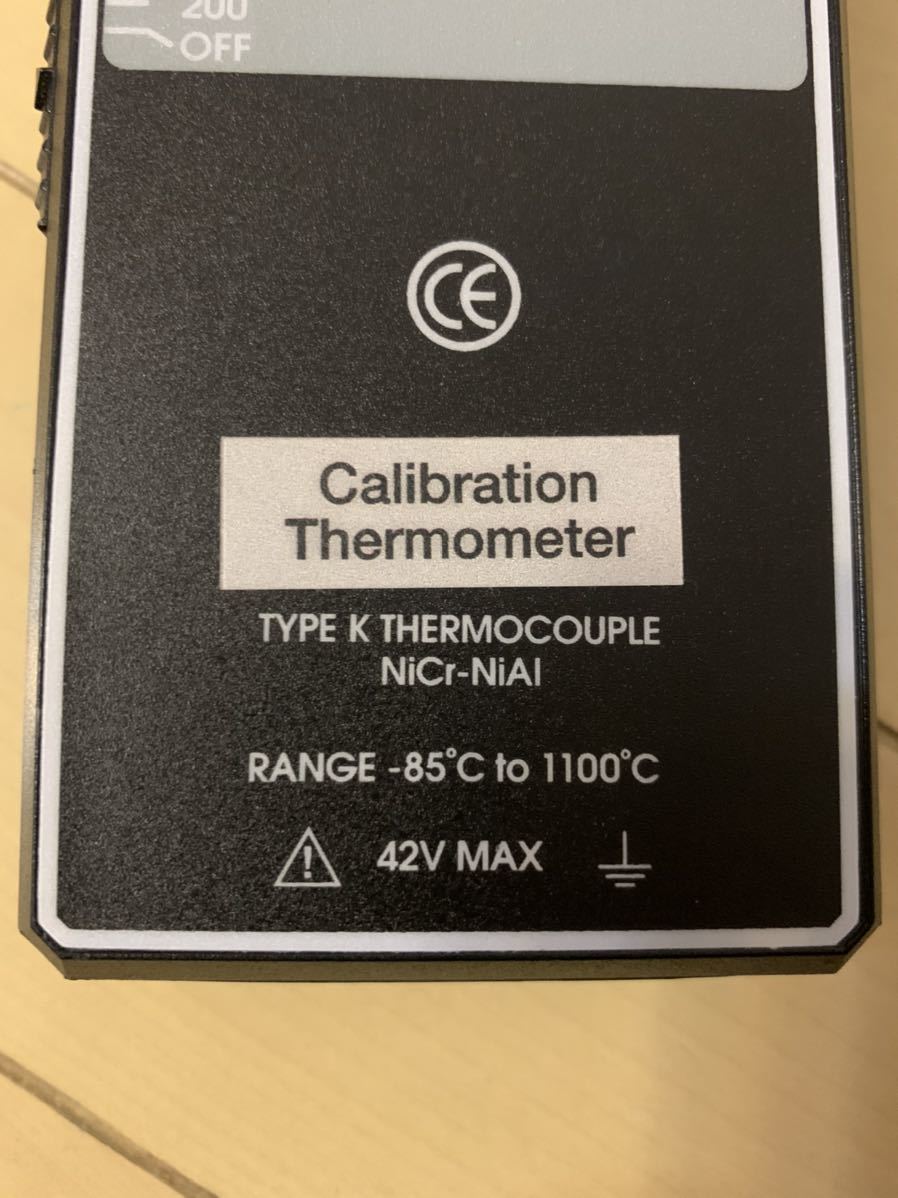 200
OFF
CE
Calibration
Thermometer
TYPE K THERMOCOUPLE
NiCr-NiAl
RANGE -85°C to 1100°C
! 42V MAX